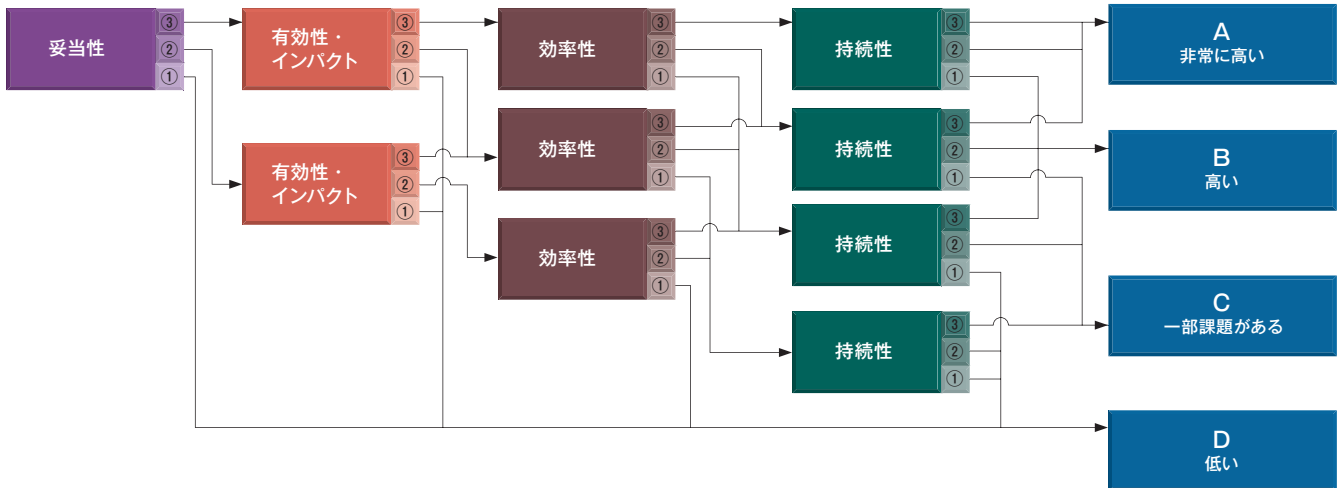 妥当性
③
②
①
有効性・
インパクト
③
②
①
有効性・
インパクト
③
②
①
効率性
③
②
①
効率性
③
②
①
効率性
③
②
①
持続性
③
②
①
持続性
③
②
①
持続性
③
②
①
持続性
③
②
①
A
非常に高い
B
高い
C
一部課題がある
D
低い